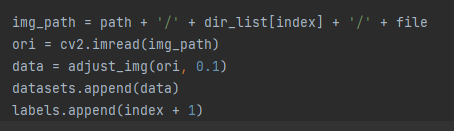 img_path = path + '/' + dir_list[index] + '/' + file
ori = cv2.imread(img_path)
data = adjust_img(ori, 0.1)
datasets.append(data)
labels.append(index + 1)